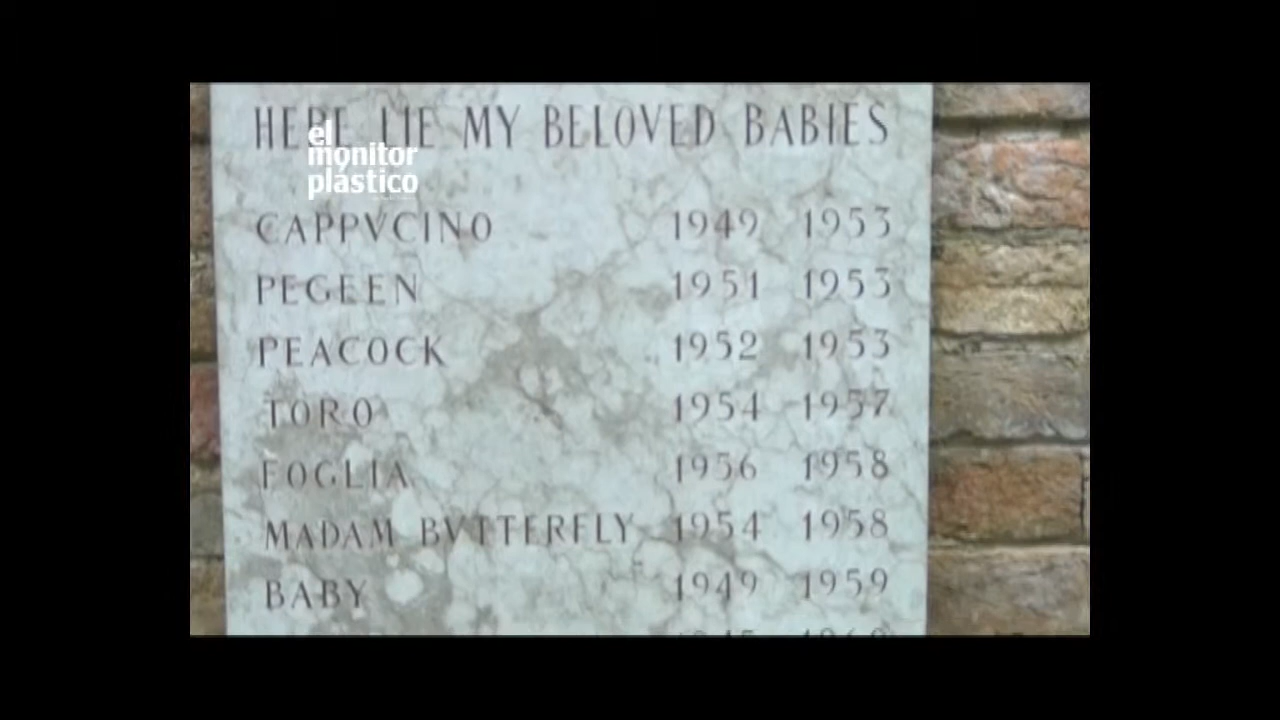 HERE LIE MY BELOVED BABIES
el
monitor
plástico
CAPPVCINO 1949 1953
PEGEEN 1951 1953
PEACOCK 1952 1953
TORO 1954 1957
FOGLIA 1956 1958
MADAM BVTTERFLY 1954 1958
BABY 1949 1959